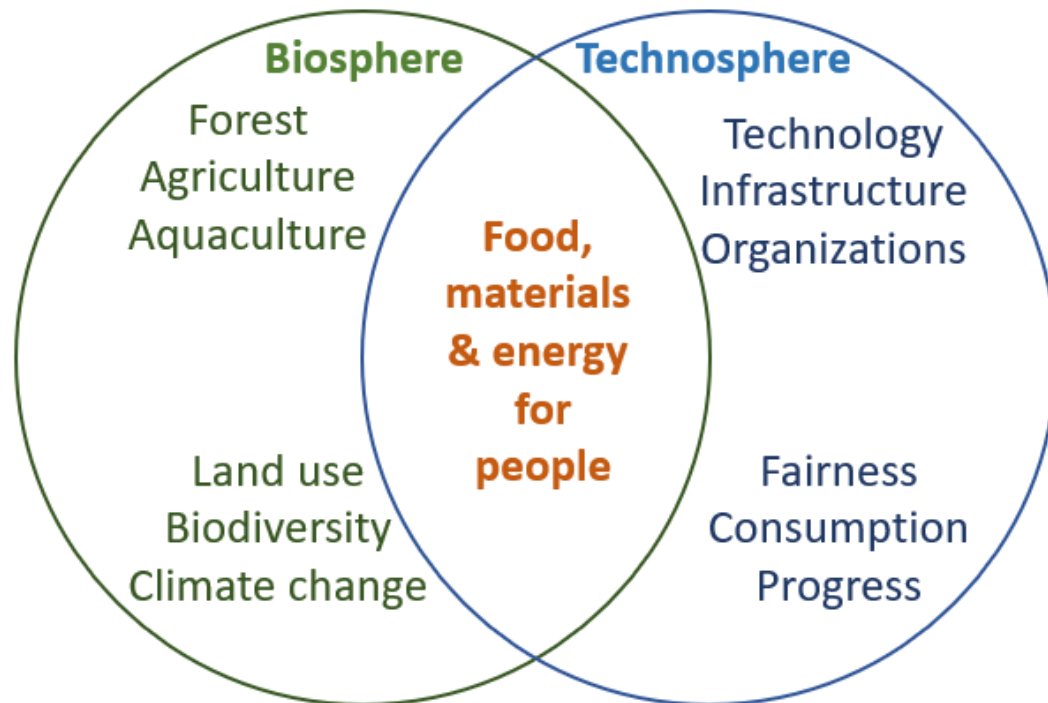 Biosphere
Forest
Agriculture
Aquaculture
Land use
Biodiversity
Climate change
Food,
materials
& energy
for
people
Technosphere
Technology
Infrastructure
Organizations
Fairness
Consumption
Progress